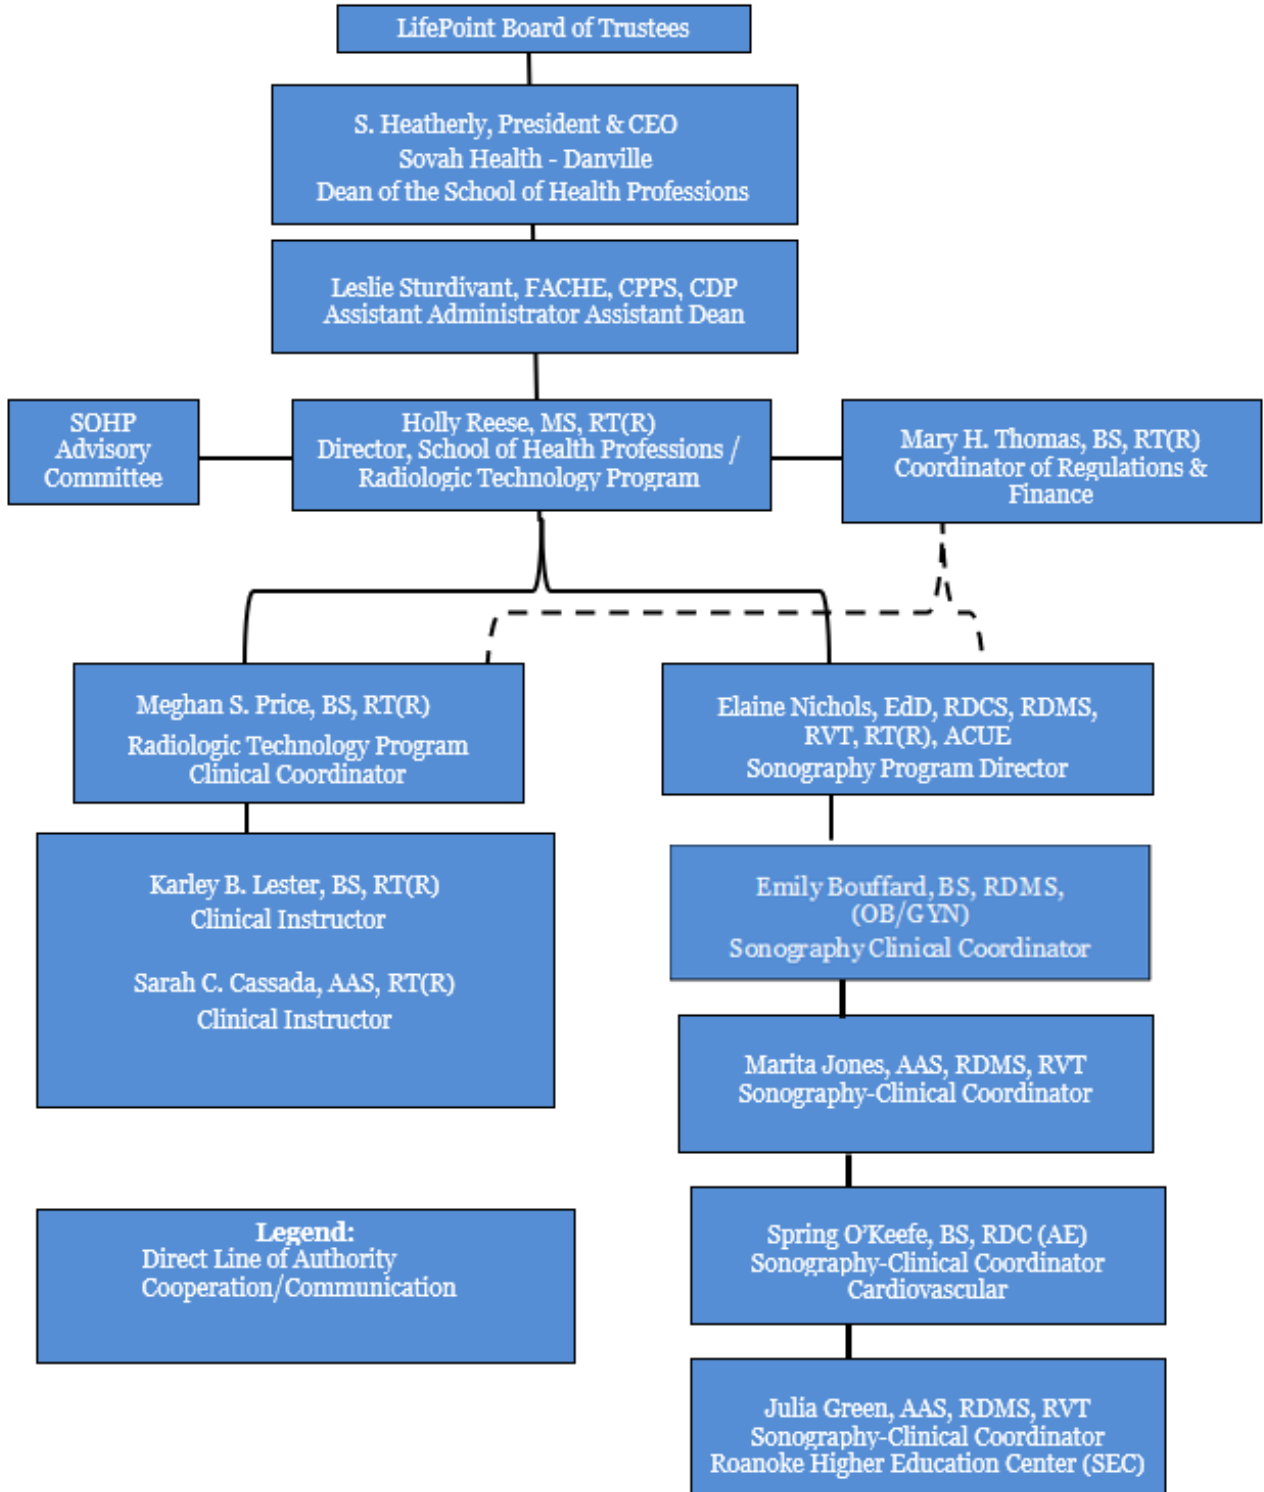 LifePoint Board of Trustees
S. Heatherly, President & CEO
Sovah Health - Danville
Dean of the School of Health Professions
Leslie Sturdivant, FACHE, CPPS, CDP
Assistant Administrator Assistant Dean
SOHP
Advisory
Committee
Holly Reese, MS, RT(R)
Director, School of Health Professions /
Radiologic Technology Program
Mary H. Thomas, BS, RT(R)
Coordinator of Regulations &
Finance
Meghan S. Price, BS, RT(R)
Radiologic Technology Program
Clinical Coordinator
Elaine Nichols, EdD, RDCS, RDMS,
RVT, RT(R), ACUE
Sonography Program Director
Karley B. Lester, BS, RT(R)
Clinical Instructor
Sarah C. Cassada, AAS, RT(R)
Clinical Instructor
Emily Bouffard, BS, RDMS,
(OB/GYN)
Sonography Clinical Coordinator
Marita Jones, AAS, RDMS, RVT
Sonography-Clinical Coordinator
Spring O’Keefe, BS, RDC (AE)
Sonography-Clinical Coordinator
Cardiovascular
Legend:
Direct Line of Authority
Cooperation/Communication
Julia Green, AAS, RDMS, RVT
Sonography-Clinical Coordinator
Roanoke Higher Education Center (SEC)